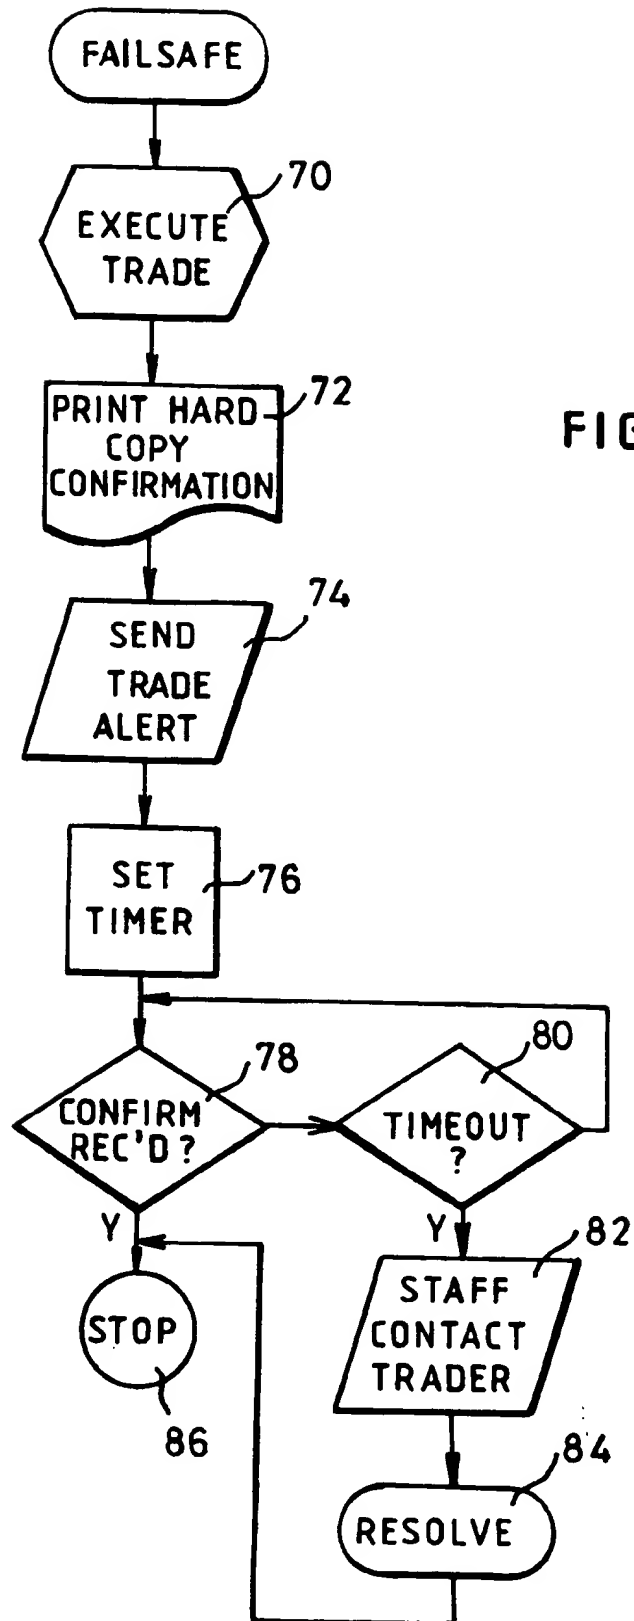 FAILSAFE
70
EXECUTE
TRADE
72
PRINT HARD
COPY
CONFIRMATION
FIG
74
SEND
TRADE
ALERT
SET
TIMER
76
78
CONFIRM
REC'D ?
80
TIMEOUT
?
Y
Y
82
STAFF
CONTACT
TRADER
STOP
86
84
RESOLVE